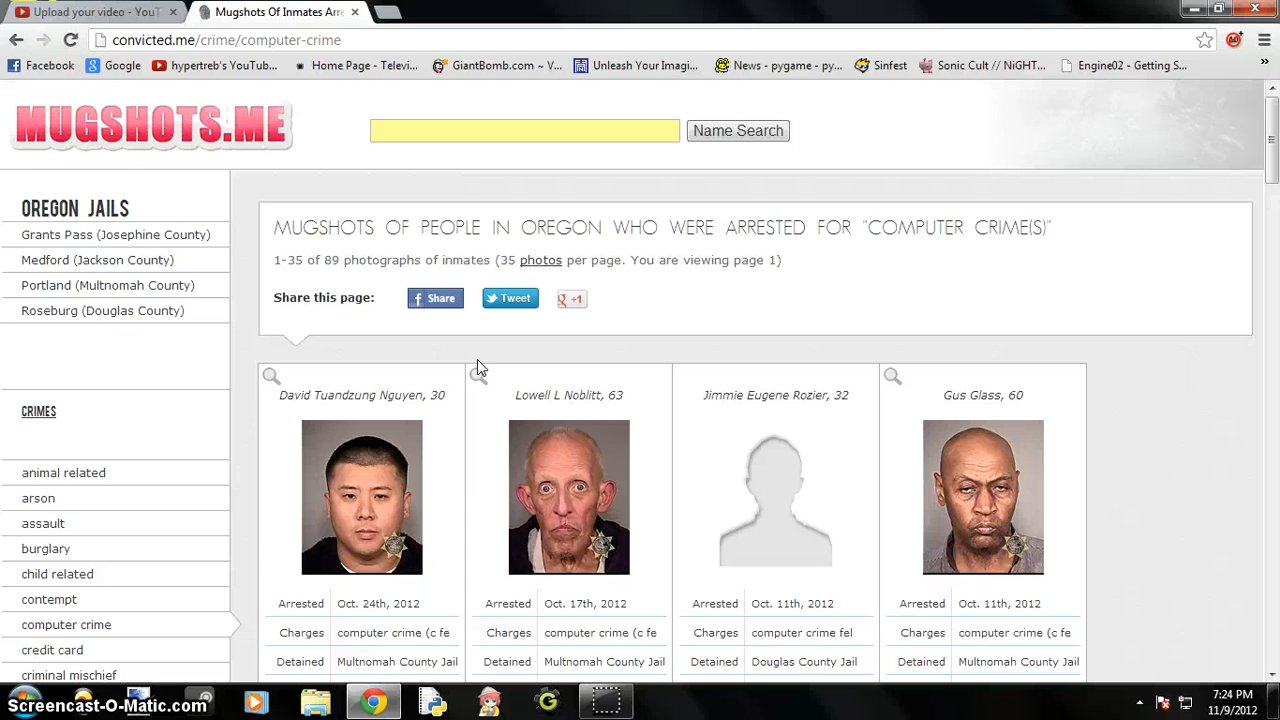 Upload your video - YouT
Mugshots Of Inmates Arre
convicted.me/crime/computer-crime
Facebook
Google
hypertreb's YouTub...
Home Page - Televi...
GiantBomb.com ~ V...
Unleash Your Imagi...
News - pygame - py...
Sinfest
Sonic Cult // NiGHT...
Engine02 - Getting S...
MUGSHOTS.ME
Name Search
OREGON JAILS
Grants Pass (Josephine County)
Medford (Jackson County)
Portland (Multnomah County)
Roseburg (Douglas County)
CRIMES
animal related
arson
assault
burglary
child related
contempt
computer crime
credit card
criminal mischief
MUGSHOTS OF PEOPLE IN OREGON WHO WERE ARRESTED FOR "COMPUTER CRIME(S)"
1-35 of 89 photographs of inmates (35 photos per page. You are viewing page 1)
Share this page:
Share
Tweet
g +1
David Tuandzung Nguyen, 30
Arrested Oct. 24th, 2012
Charges computer crime (c fe
Detained Multnomah County Jail
Lowell L Noblitt, 63
Arrested Oct. 17th, 2012
Charges computer crime (c fe
Detained Multnomah County Jail
Jimmie Eugene Rozier, 32
Arrested Oct. 11th, 2012
Charges computer crime fel
Detained Douglas County Jail
Gus Glass, 60
Arrested Oct. 11th, 2012
Charges computer crime (c fe
Detained Multnomah County Jail
Screencast-O-Matic.com
7:24 PM
11/9/2012